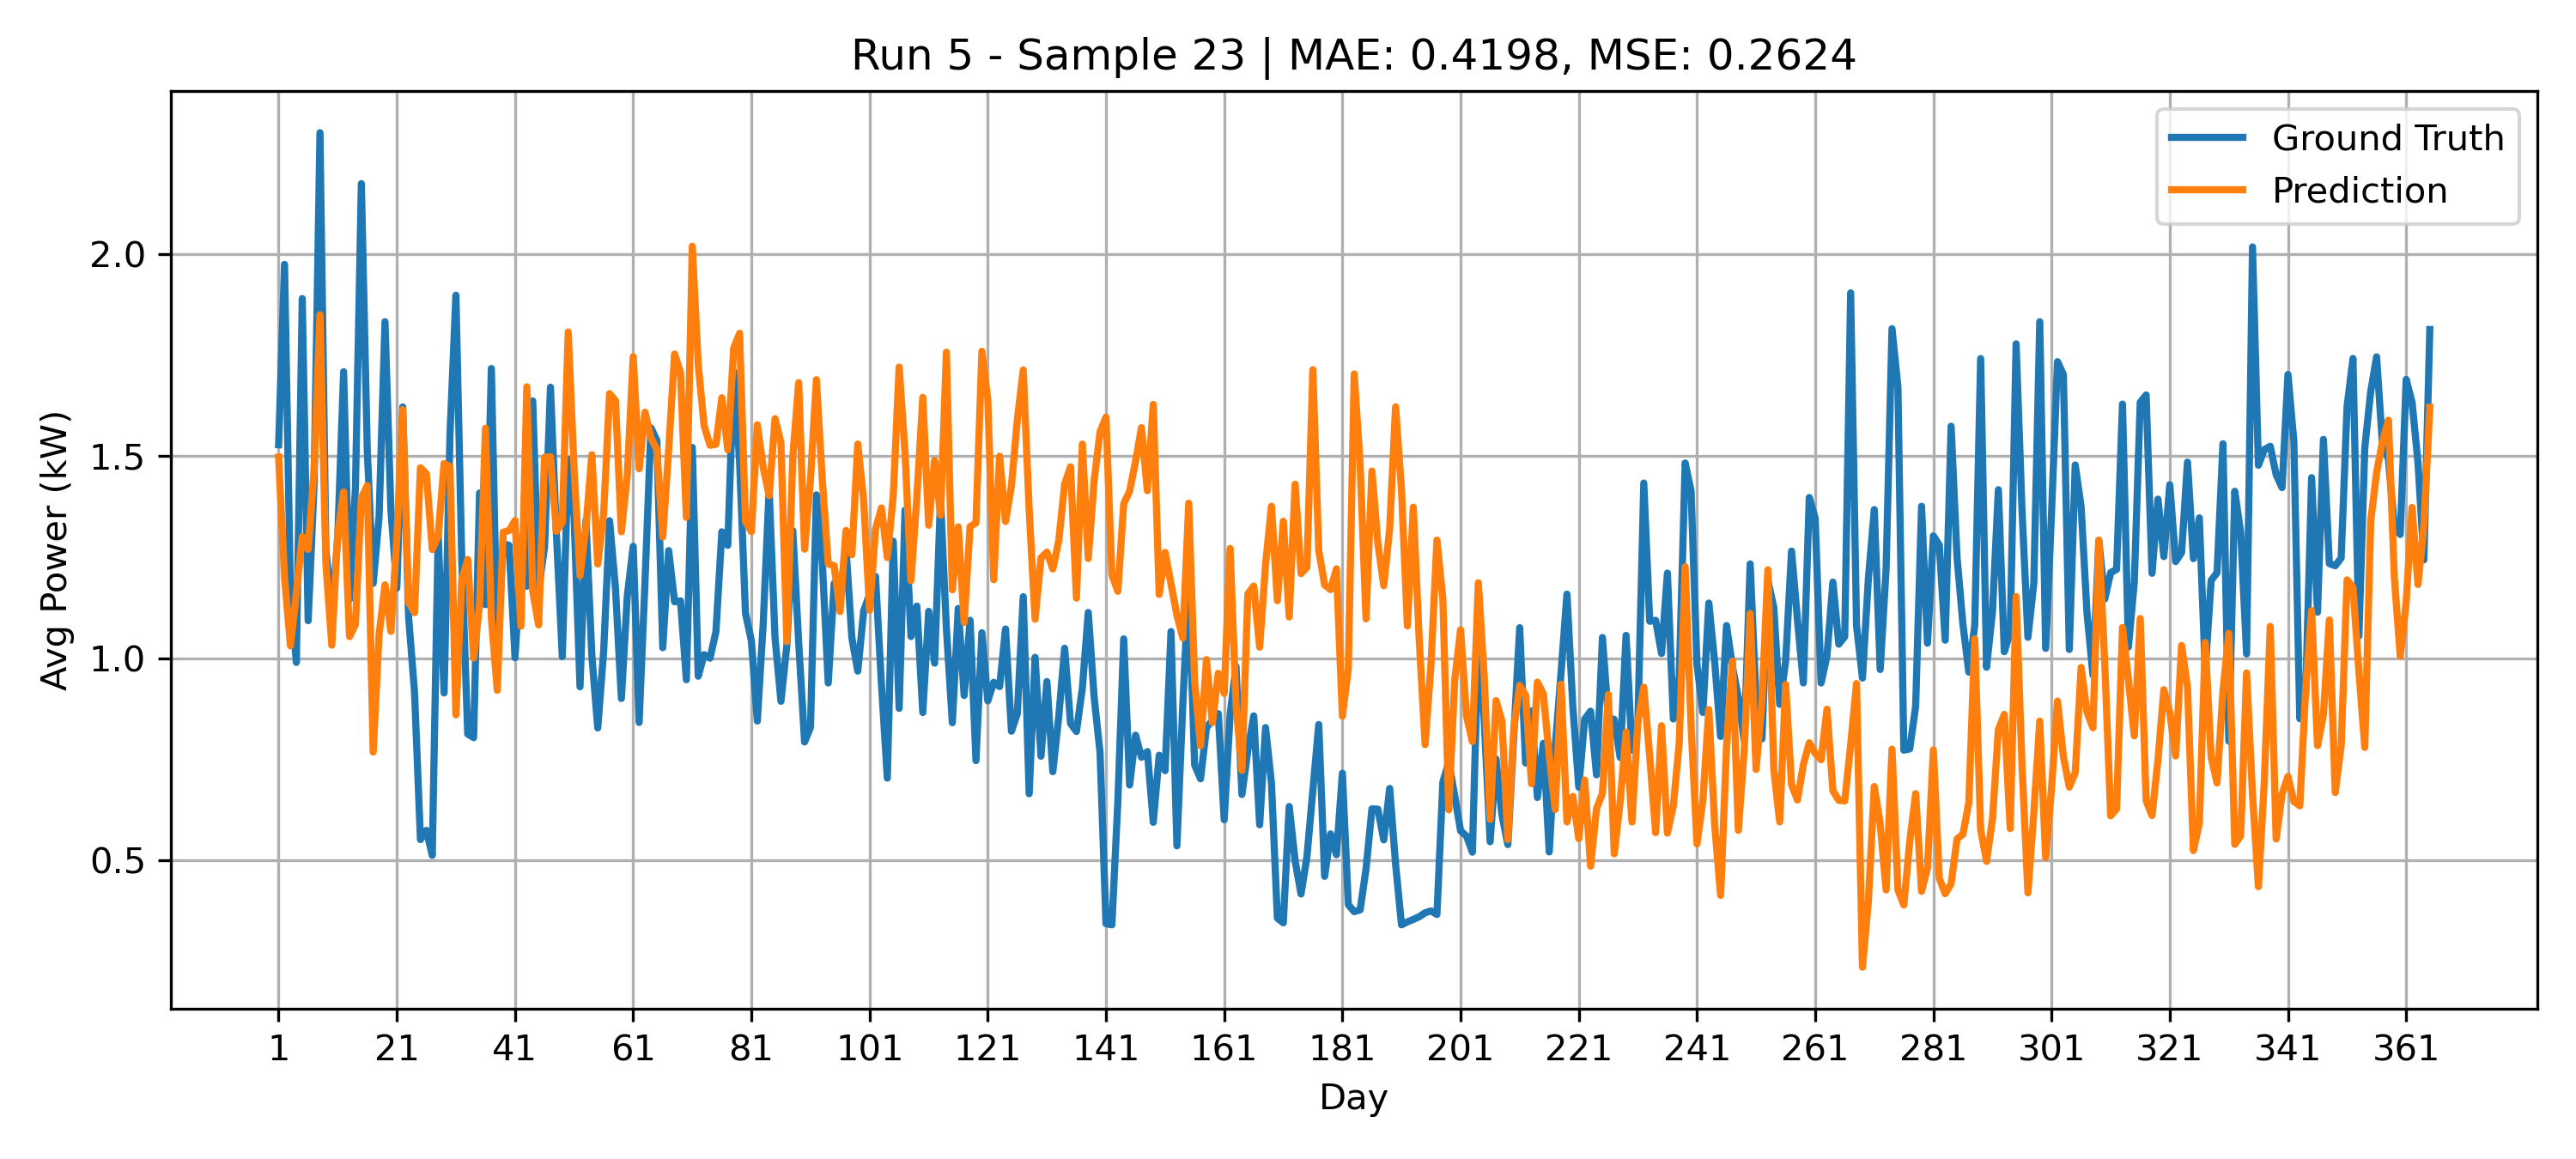 Run 5 - Sample 23 | MAE: 0.4198, MSE: 0.2624
Ground Truth
Prediction
Avg Power (kW)
2.0
1.5
1.0
0.5
1 21 41 61 81 101 121 141 161 181 201 221 241 261 281 301 321 341 361
Day